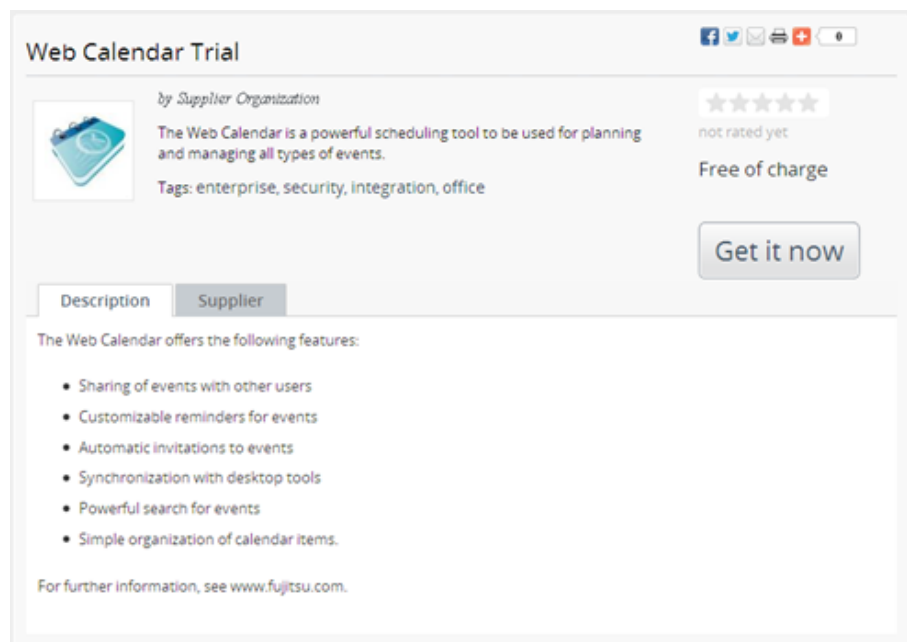 Web Calendar Trial
0
by Supplier Organization
The Web Calendar is a powerful scheduling tool to be used for planning
and managing all types of events.
Tags: enterprise, security, integration, office
not rated yet
Free of charge
Get it now
Description
Supplier
The Web Calendar offers the following features:
• Sharing of events with other users
• Customizable reminders for events
• Automatic invitations to events
• Synchronization with desktop tools
• Powerful search for events
• Simple organization of calendar items.
For further information, see www.fujitsu.com.